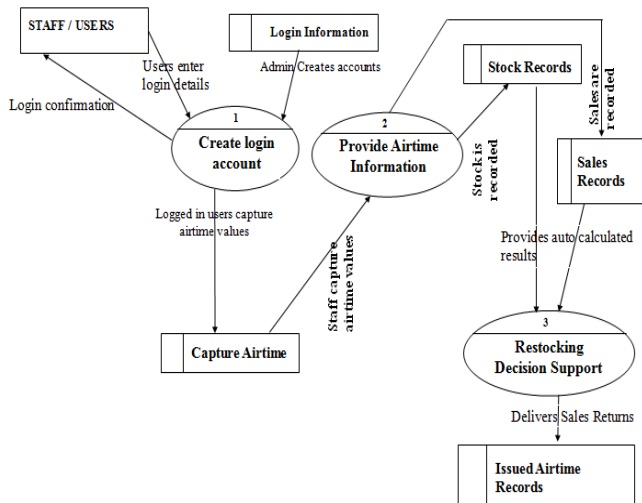 STAFF / USERS
Login Information
Users enter
login details
Admin Creates accounts
Stock Records
Sales are
recorded
Login confirmation
1
Create login
account
2
Provide Airtime
Information
Stock is
recorded
Sales
Records
Logged in users capture
airtime values
Staff capture
airtime values
Provides auto calculated
results
Capture Airtime
3
Restocking
Decision Support
Delivers Sales Returns
Issued Airtime
Records